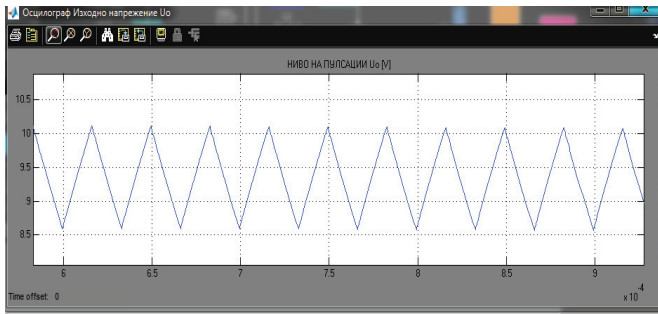 Осцилограф Изходно напрежение Uo
НИВО НА ПУЛСАЦИИ Uo [V]
10.5
10
9.5
9
8.5
6 6.5 7 7.5 8 8.5 9
Time offset: 0
x 10
-4